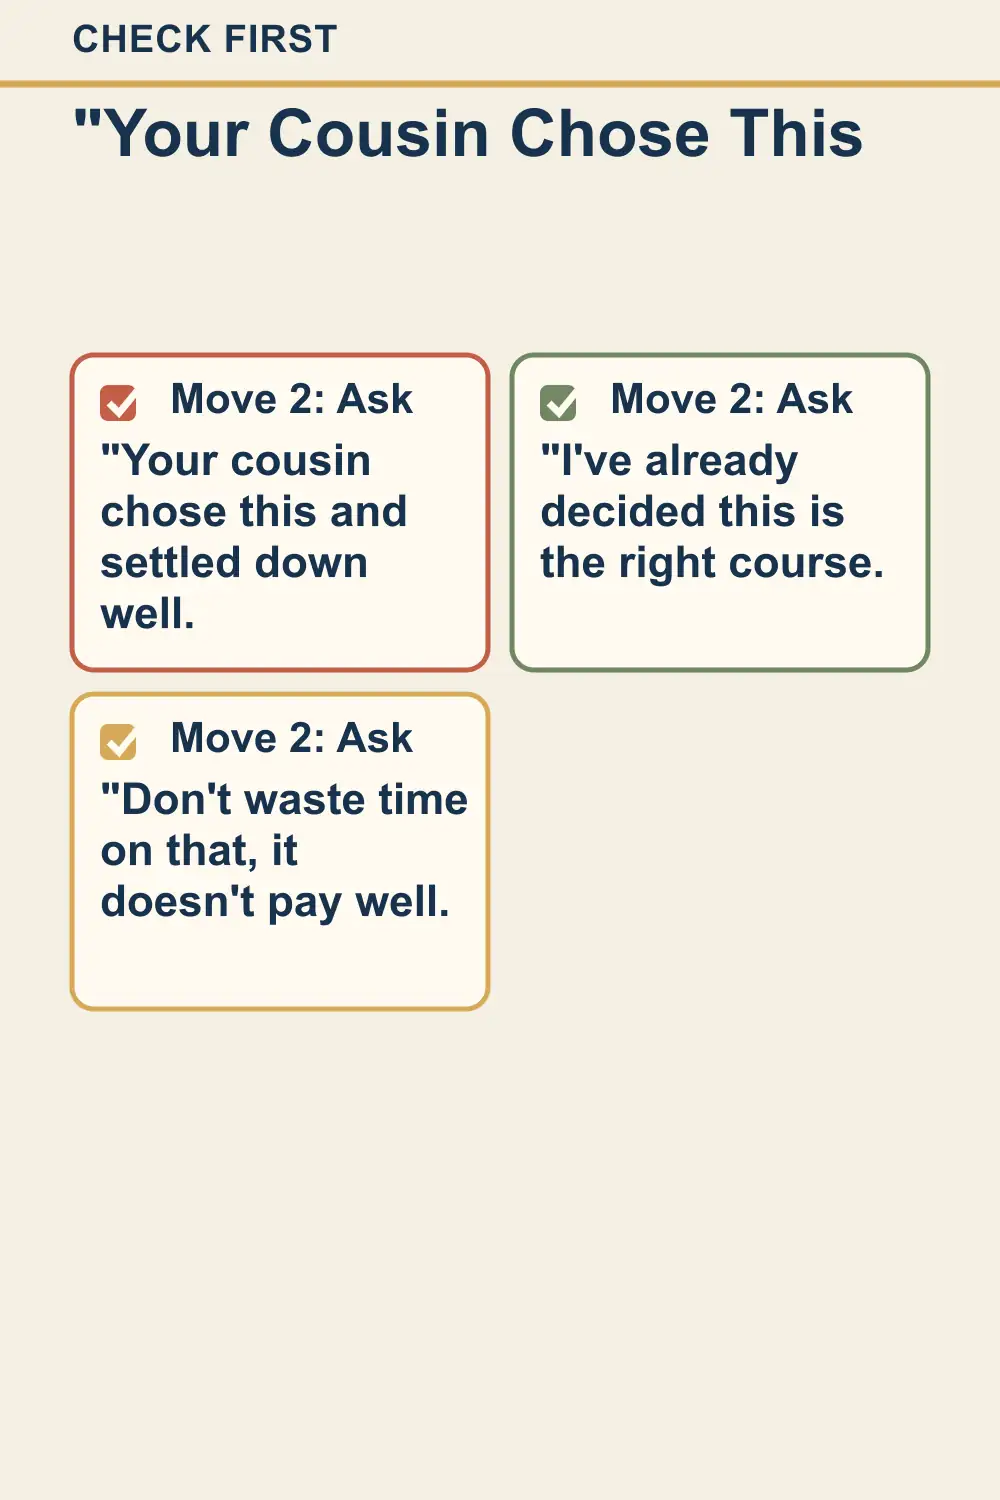 CHECK FIRST
"Your Cousin Chose This
Move 2: Ask
"Your cousin
chose this and
settled down
well.
Move 2: Ask
"I've already
decided this is
the right course.
Move 2: Ask
"Don't waste time
on that, it
doesn't pay well.